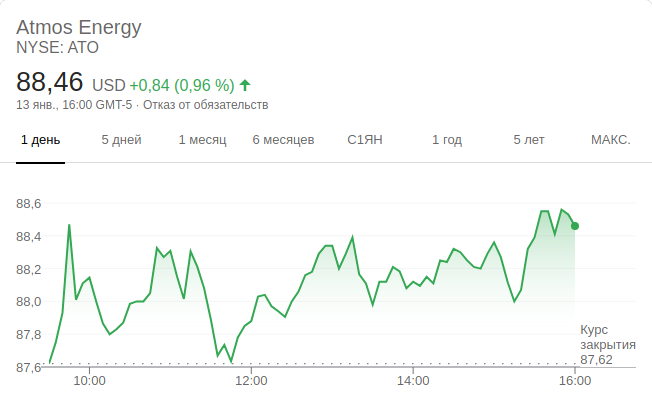 Atmos Energy
NYSE: ATO
88,46 USD +0,84 (0,96 %)
13 янв., 16:00 GMT-5 · Отказ от обязательств
1 день 5 дней 1 месяц 6 месяцев С1ЯН 1 год 5 лет МАКС.
88,6
88,4
88,2
88,0
87,8
87,6
Курс
закрытия
87,62
10:00 12:00 14:00 16:00